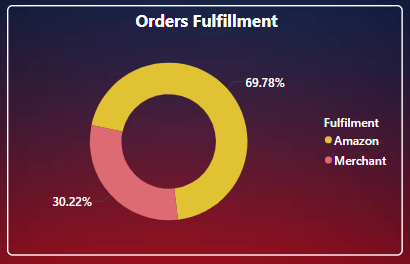 Orders Fulfillment
69.78%
Fulfilment
Amazon
Merchant
30.22%